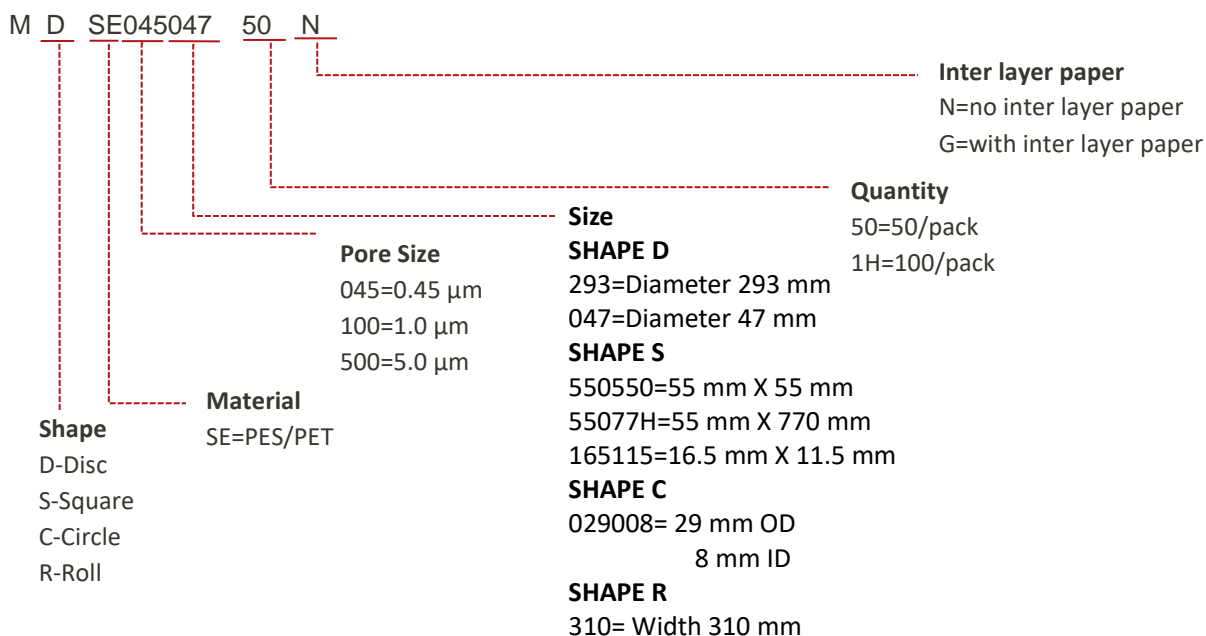 M D SE045047 50 N
Inter layer paper
N=no inter layer paper
G=with inter layer paper
Quantity
50=50/pack
1H=100/pack
Size
SHAPE D
293=Diameter 293 mm
047=Diameter 47 mm
SHAPE S
550550=55 mm X 55 mm
55077H=55 mm X 770 mm
165115=16.5 mm X 11.5 mm
SHAPE C
029008= 29 mm OD
8 mm ID
SHAPE R
310= Width 310 mm
Pore Size
045=0.45 µm
100=1.0 µm
500=5.0 µm
Material
SE=PES/PET
Shape
D-Disc
S-Square
C-Circle
R-Roll